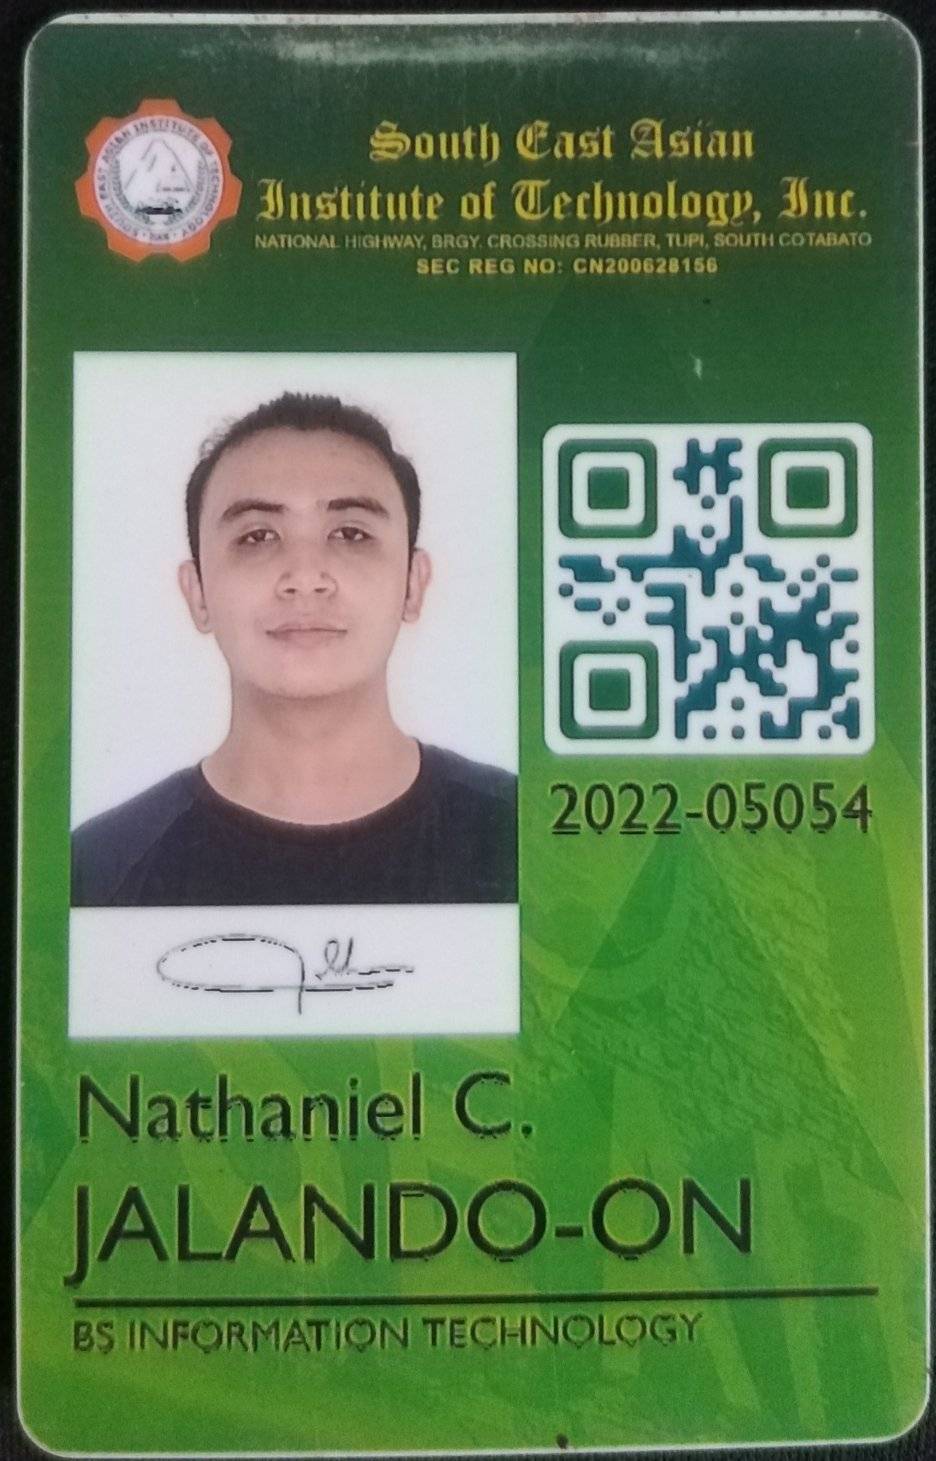 SOUTH EAST ASIAN INSTITUTE OF TECHNOLOGY
South East Asian
Institute of Technology, Inc.
NATIONAL HIGHWAY, BRGY. CROSSING RUBBER, TUPI, SOUTH COTABATO
SEC REG NO: CN200628156
2022-05054
Nathaniel C.
JALANDO-ON
BS INFORMATION TECHNOLOGY